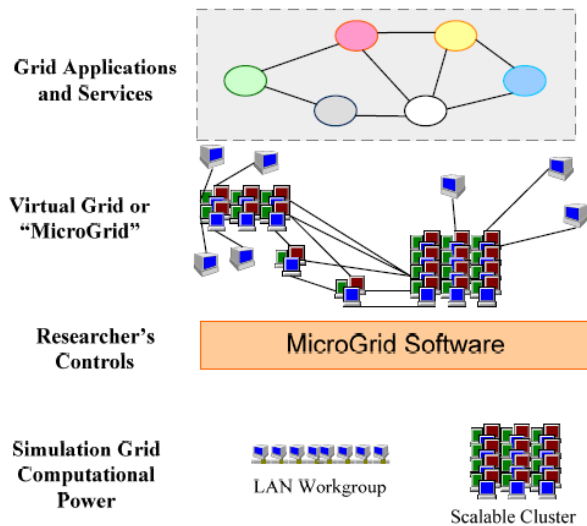 Grid Applications
and Services
Virtual Grid or
“MicroGrid”
Researcher’s
Controls
MicroGrid Software
Simulation Grid
Computational
Power
LAN Workgroup
Scalable Cluster